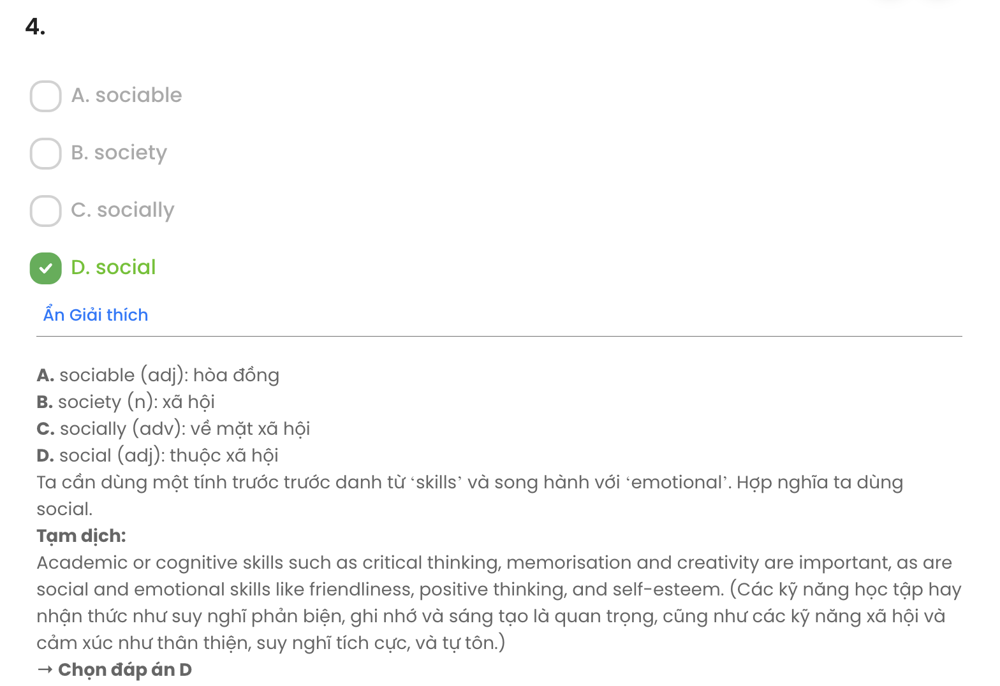 4.
A. sociable
B. society
C. socially
D. social
Ẩn Giải thích
A. sociable (adj): hòa đồng
B. society (n): xã hội
C. socially (adv): về mặt xã hội
D. social (adj): thuộc xã hội
Ta cần dùng một tính trước trước danh từ ‘skills’ và song hành với ‘emotional’. Hợp nghĩa ta dùng
social.
Tạm dịch:
Academic or cognitive skills such as critical thinking, memorisation and creativity are important, as are
social and emotional skills like friendliness, positive thinking, and self-esteem. (Các kỹ năng học tập hay
nhận thức như suy nghĩ phản biện, ghi nhớ và sáng tạo là quan trọng, cũng như các kỹ năng xã hội và
cảm xúc như thân thiện, suy nghĩ tích cực, và tự tôn.)
→ Chọn đáp án D